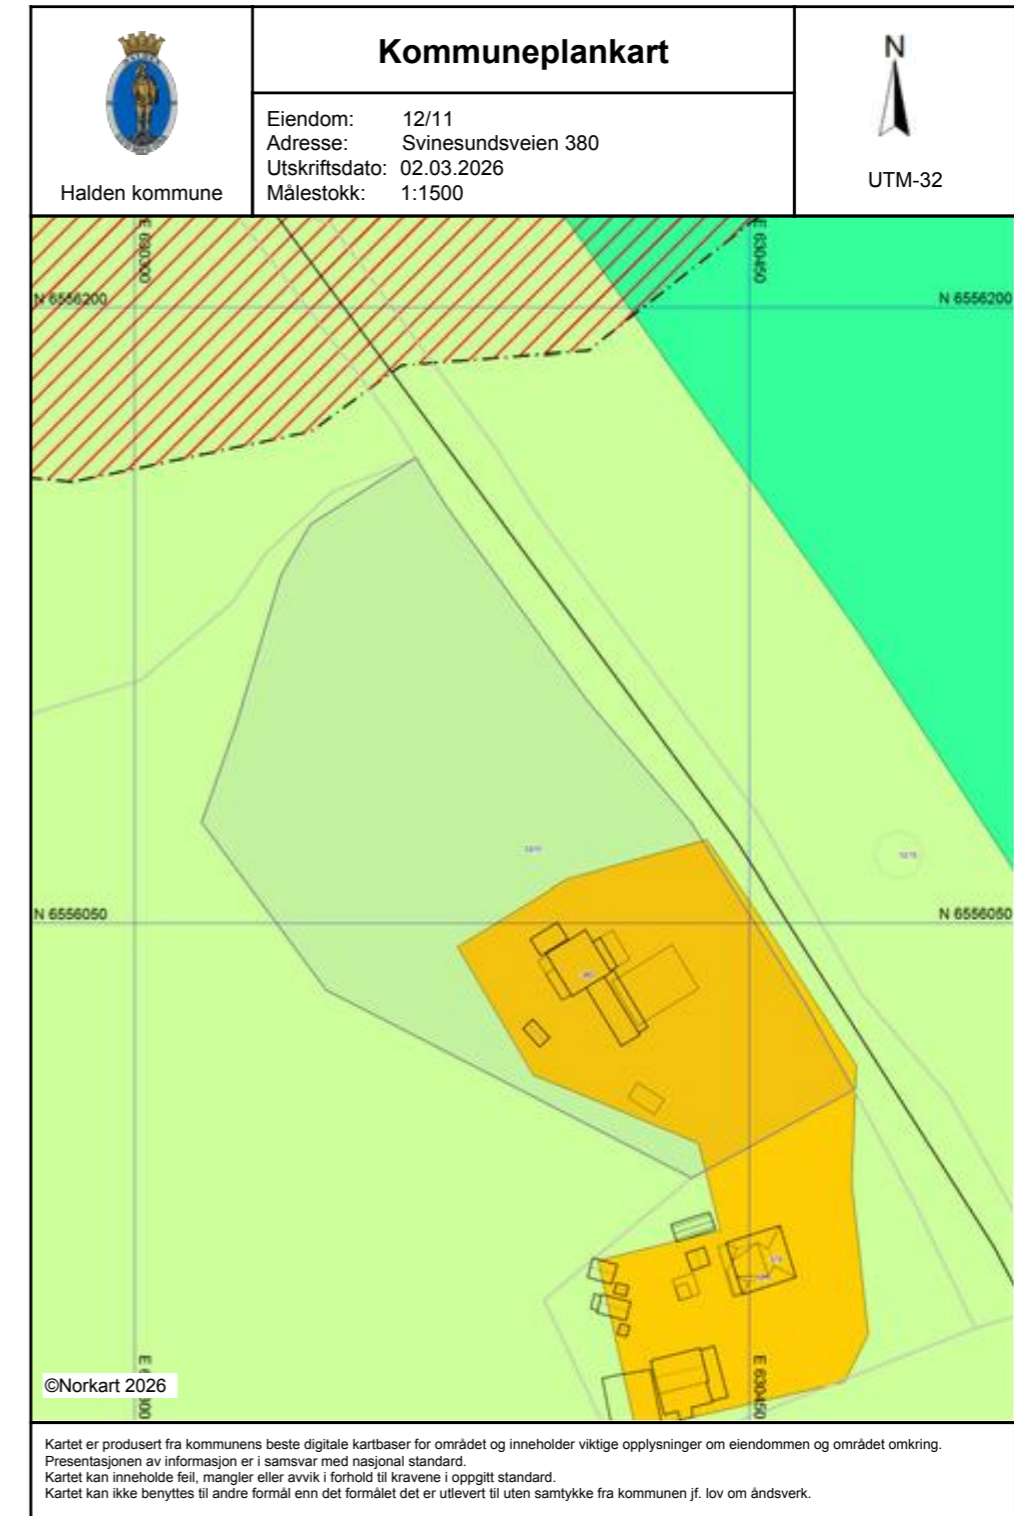 Kommuneplankart
Eiendom: 12/11
Adresse: Svinesundsveien 380
Utskriftsdato: 02.03.2026
Målestokk: 1:1500
Halden kommune
N
UTM-32
E 630300
E 630450
N 6556200
N 6556200
N 6556050
N 6556050
E 630450
©Norkart 2026
Kartet er produsert fra kommunens beste digitale kartbaser for området og inneholder viktige opplysninger om eiendommen og området omkring.
Presentasjonen av informasjon er i samsvar med nasjonal standard.
Kartet kan inneholde feil, mangler eller avvik i forhold til kravene i oppgitt standard.
Kartet kan ikke benyttes til andre formål enn det formålet det er utlevert til uten samtykke fra kommunen jf. lov om åndsverk.